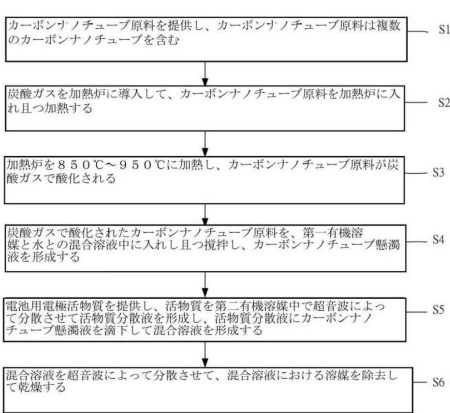 カーボンナノチューブ原料を提供し、カーボンナノチューブ原料は複数
のカーボンナノチューブを含む
S1
炭酸ガスを加熱炉に導入して、カーボンナノチューブ原料を加熱炉に入
れ且つ加熱する
S2
加熱炉を850℃～950℃に加熱し、カーボンナノチューブ原料が炭
酸ガスで酸化される
S3
炭酸ガスで酸化されたカーボンナノチューブ原料を、第一有機溶
媒と水との混合溶液中に入れし且つ撹拌し、カーボンナノチューブ懸濁
液を形成する
S4
電池用電極活物質を提供し、活物質を第二有機溶媒中で超音波によっ
て分散させて活物質分散液を形成し、活物質分散液にカーボンナノ
チューブ懸濁液を滴下して混合溶液を形成する
S5
混合溶液を超音波によって分散させて、混合溶液における溶媒を除去し
て乾燥する
S6